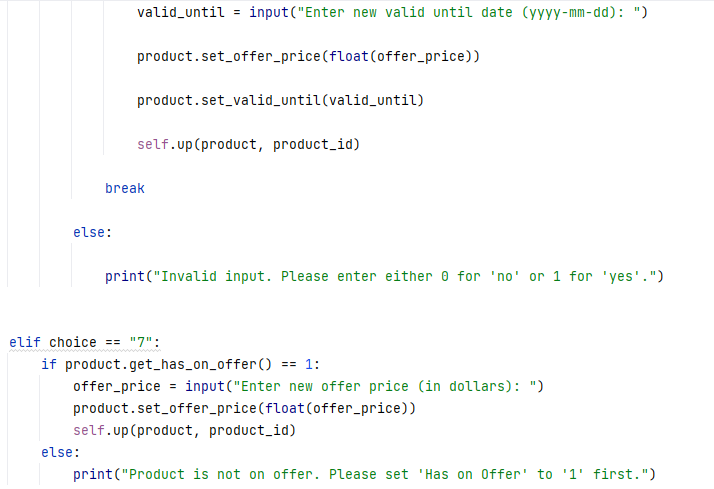 valid_until = input("Enter new valid until date (yyyy-mm-dd): ")
product.set_offer_price(float(offer_price))
product.set_valid_until(valid_until)
self.up(product, product_id)
break
else:
print("Invalid input. Please enter either 0 for 'no' or 1 for 'yes'.")
elif choice == "7":
if product.get_has_on_offer() == 1:
offer_price = input("Enter new offer price (in dollars): ")
product.set_offer_price(float(offer_price))
self.up(product, product_id)
else:
print("Product is not on offer. Please set 'Has on Offer' to '1' first.")